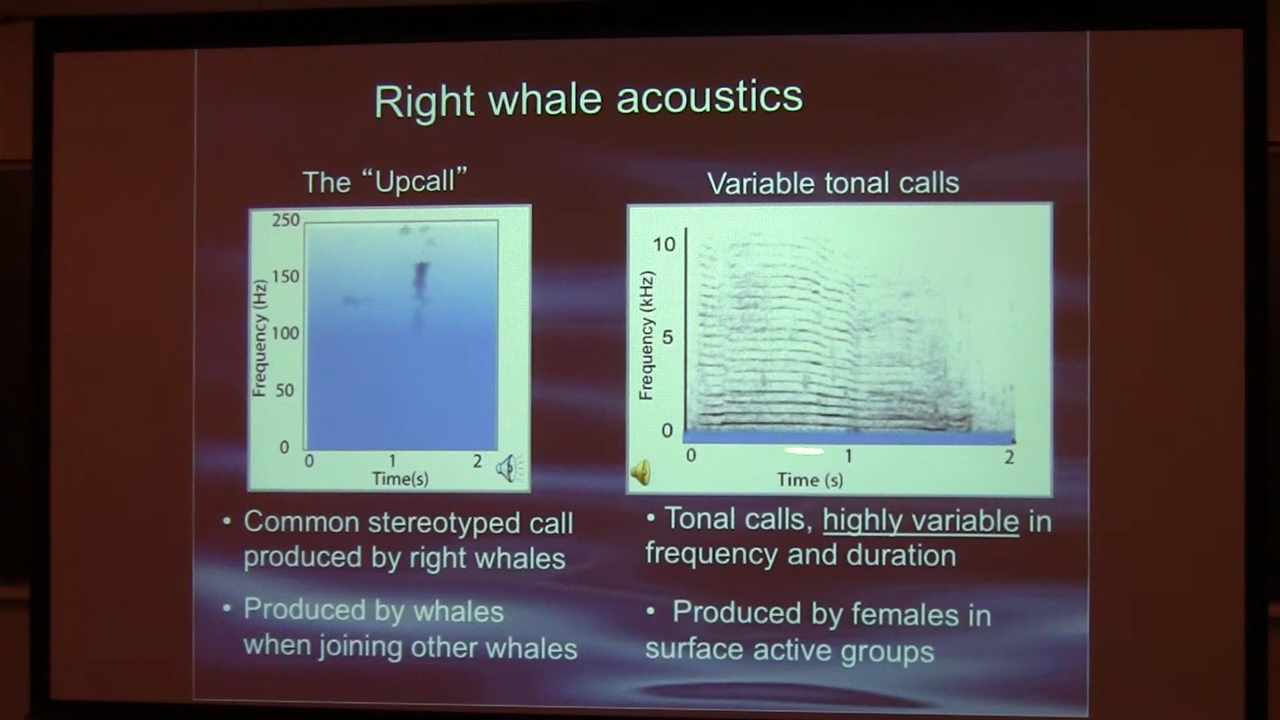 Right whale acoustics
The “Upcall”
250
150
100
50
0
Frequency (Hz)
0 1 2
Time(s)
• Common stereotyped call
produced by right whales
• Produced by whales
when joining other whales
Variable tonal calls
10
5
0
Frequency (kHz)
0 1 2
Time (s)
• Tonal calls, highly variable in
frequency and duration
• Produced by females in
surface active groups